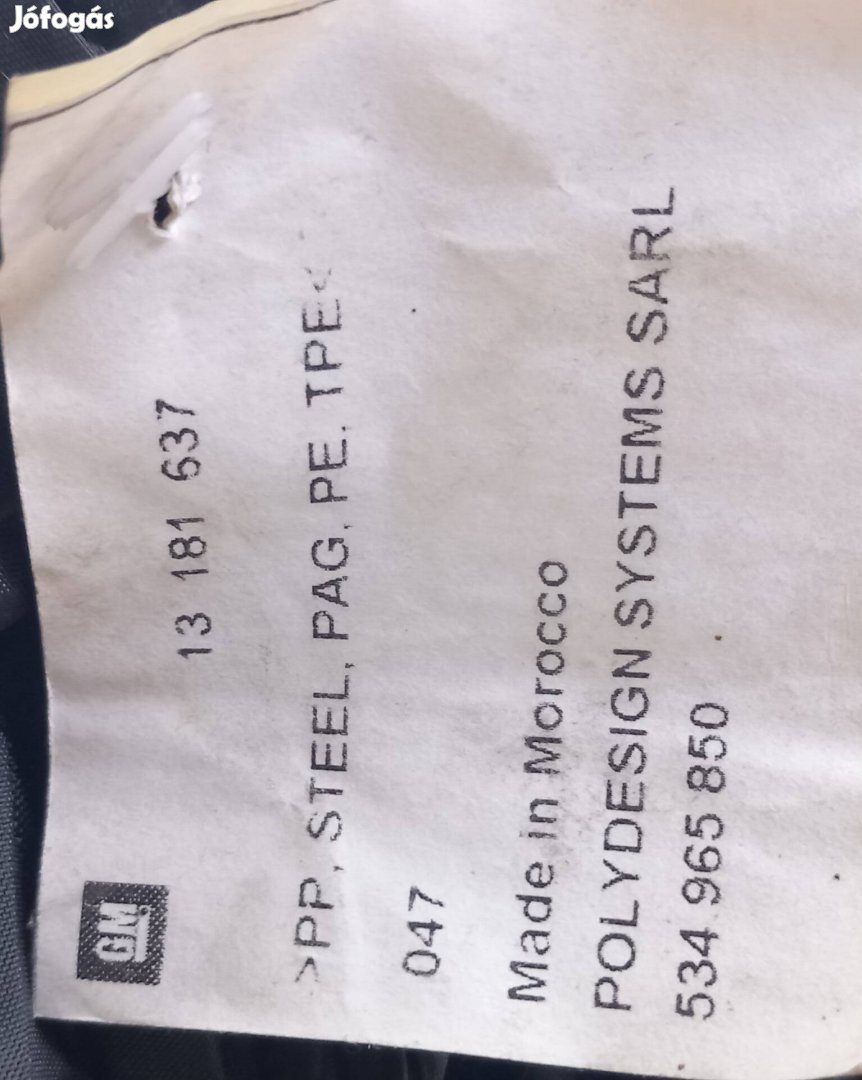 Jófogás
GM
13 181 637
>PP, STEEL, PAG, PE, TPE<
047
Made in Morocco
POLYDESIGN SYSTEMS SARL
534 965 850